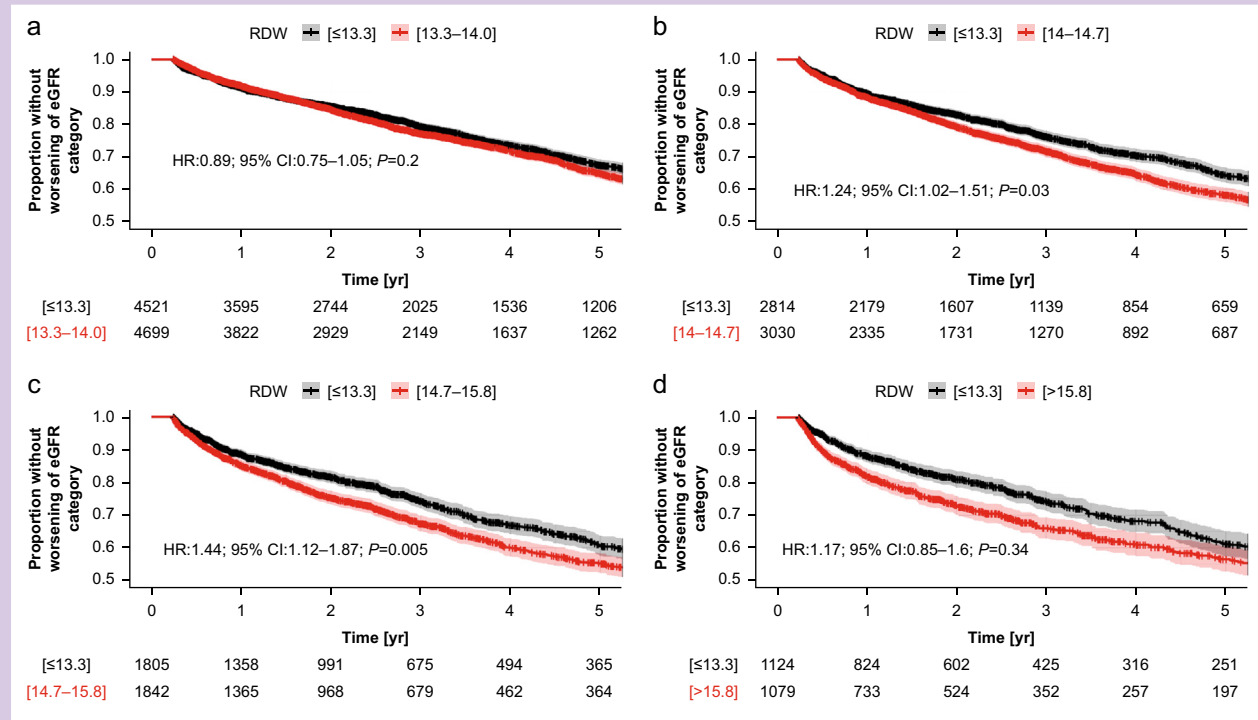 a
RDW [≤13.3] [13.3–14.0]
Proportion without
worsening of eGFR
category
1.0
0.9
0.8
0.7
0.6
0.5
HR:0.89; 95% CI:0.75–1.05; P=0.2
0 1 2 3 4 5
Time [yr]
[≤13.3] 4521 3595 2744 2025 1536 1206
[13.3–14.0] 4699 3822 2929 2149 1637 1262
b
RDW [≤13.3] [14–14.7]
Proportion without
worsening of eGFR
category
1.0
0.9
0.8
0.7
0.6
0.5
HR:1.24; 95% CI:1.02–1.51; P=0.03
0 1 2 3 4 5
Time [yr]
[≤13.3] 2814 2179 1607 1139 854 659
[14–14.7] 3030 2335 1731 1270 892 687
c
RDW [≤13.3] [14.7–15.8]
Proportion without
worsening of eGFR
category
1.0
0.9
0.8
0.7
0.6
0.5
HR:1.44; 95% CI:1.12–1.87; P=0.005
0 1 2 3 4 5
Time [yr]
[≤13.3] 1805 1358 991 675 494 365
[14.7–15.8] 1842 1365 968 679 462 364
d
RDW [≤13.3] [>15.8]
Proportion without
worsening of eGFR
category
1.0
0.9
0.8
0.7
0.6
0.5
HR:1.17; 95% CI:0.85–1.6; P=0.34
0 1 2 3 4 5
Time [yr]
[≤13.3] 1124 824 602 425 316 251
[>15.8] 1079 733 524 352 257 197